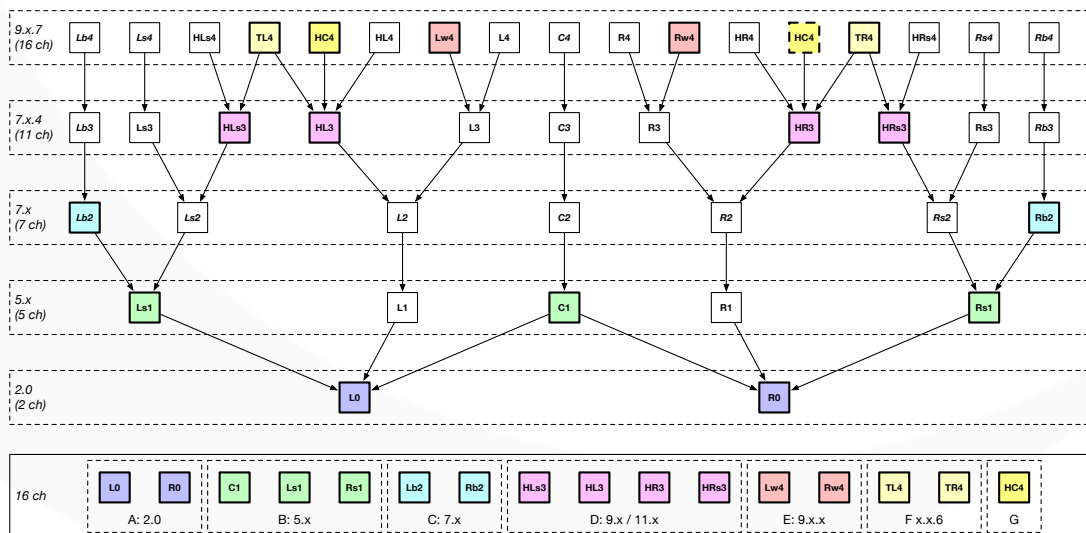 9.x.7
(16 ch)
Lb4 Ls4 HLs4 TL4 HC4 HL4 Lw4 L4 C4 R4 Rw4 HR4 HC4 TR4 HRs4 Rs4 Rb4
7.x.4
(11 ch)
Lb3 Ls3 HLs3 HL3 L3 C3 R3 HR3 HRs3 Rs3 Rb3
7.x
(7 ch)
Lb2 Ls2 L2 C2 R2 Rs2 Rb2
5.x
(5 ch)
Ls1 L1 C1 R1 Rs1
2.0
(2 ch)
L0 R0
16 ch
L0 R0 C1 Ls1 Rs1 Lb2 Rb2 HLs3 HL3 HR3 HRs3 Lw4 Rw4 TL4 TR4 HC4
A: 2.0 B: 5.x C: 7.x D: 9.x / 11.x E: 9.x.x F x.x.6 G